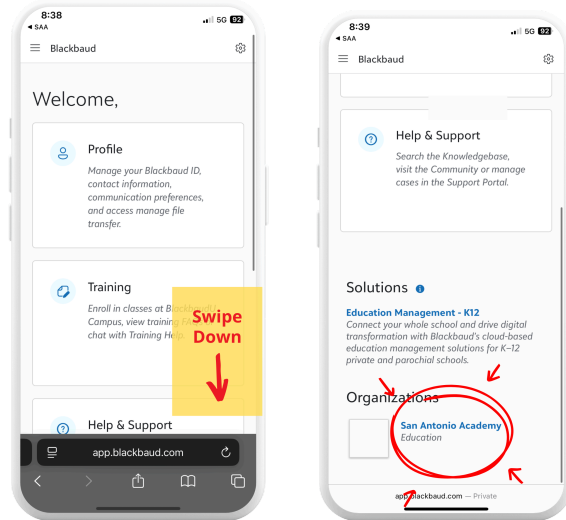 8:38
5G 92
◀ SAA
Blackbaud
Welcome,
Profile
Manage your Blackbaud ID,
contact information,
communication preferences,
and access manage file
transfer.
Training
Enroll in classes at Blackbaud U
Campus, view training
chat with Training Help.
Swipe
Down
Help & Support
app.blackbaud.com
8:39
5G 92
◀ SAA
Blackbaud
Help & Support
Search the Knowledgebase,
visit the Community or manage
cases in the Support Portal.
Solutions
Education Management - K12
Connect your whole school and drive digital
transformation with Blackbaud's cloud-based
education management solutions for K–12
private and parochial schools.
Organizations
San Antonio Academy
Education
app.blackbaud.com — Private